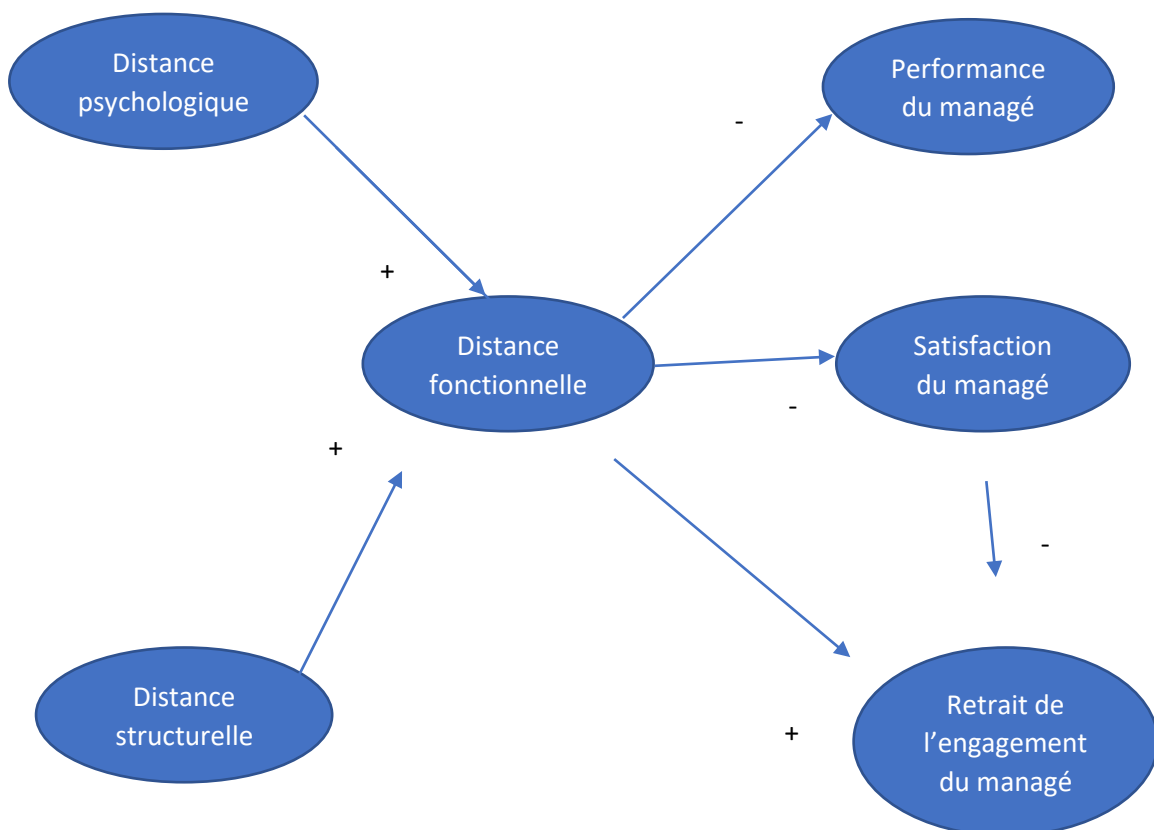 Distance
psychologique
Performance
du managé
-
+
Distance
fonctionnelle
Satisfaction
du managé
-
+
-
Distance
structurelle
Retrait de
l’engagement
du managé
+